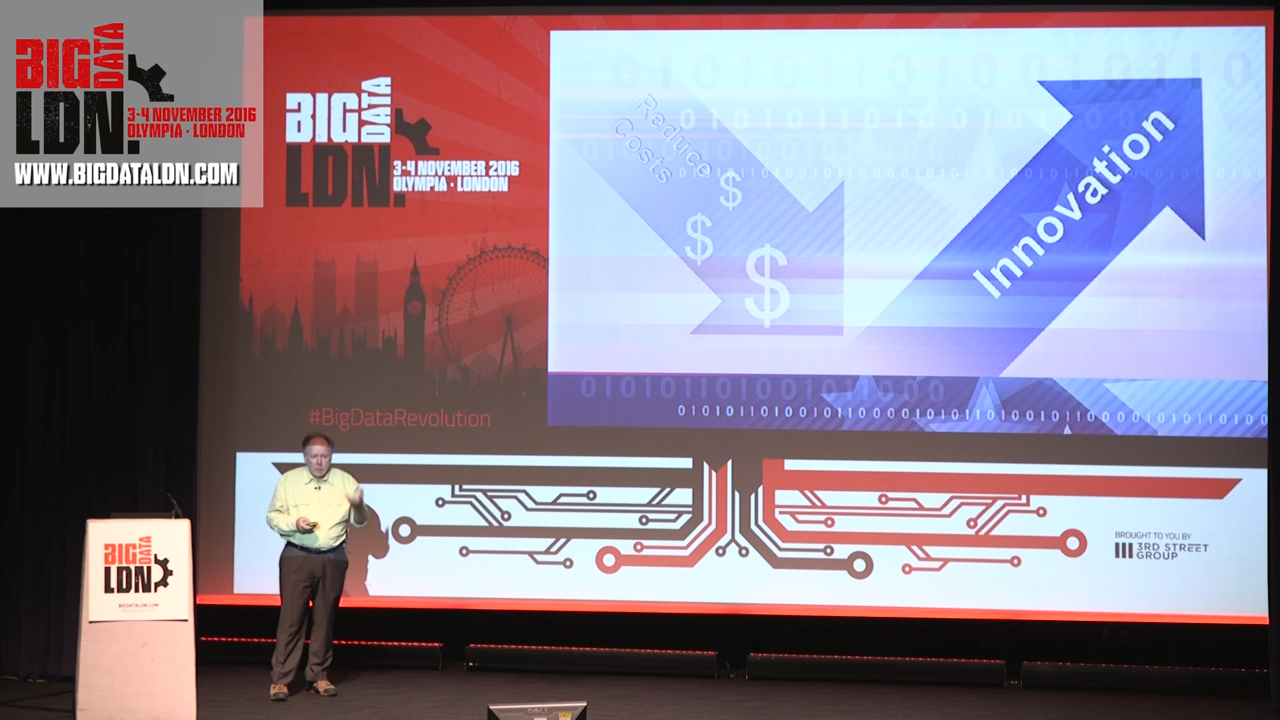 BIG DATA
LDN.
3-4 NOVEMBER 2016
OLYMPIA · LONDON
WWW.BIGDATALDN.COM
BIG DATA
LDN.
3-4 NOVEMBER 2016
OLYMPIA · LONDON
#BigDataRevolution
Reduce
Costs
$
$
$
Innovation
0101011010010110000
BROUGHT TO YOU BY
3RD STREET
GROUP
BIG DATA
LDN
BIGDATALDN.COM